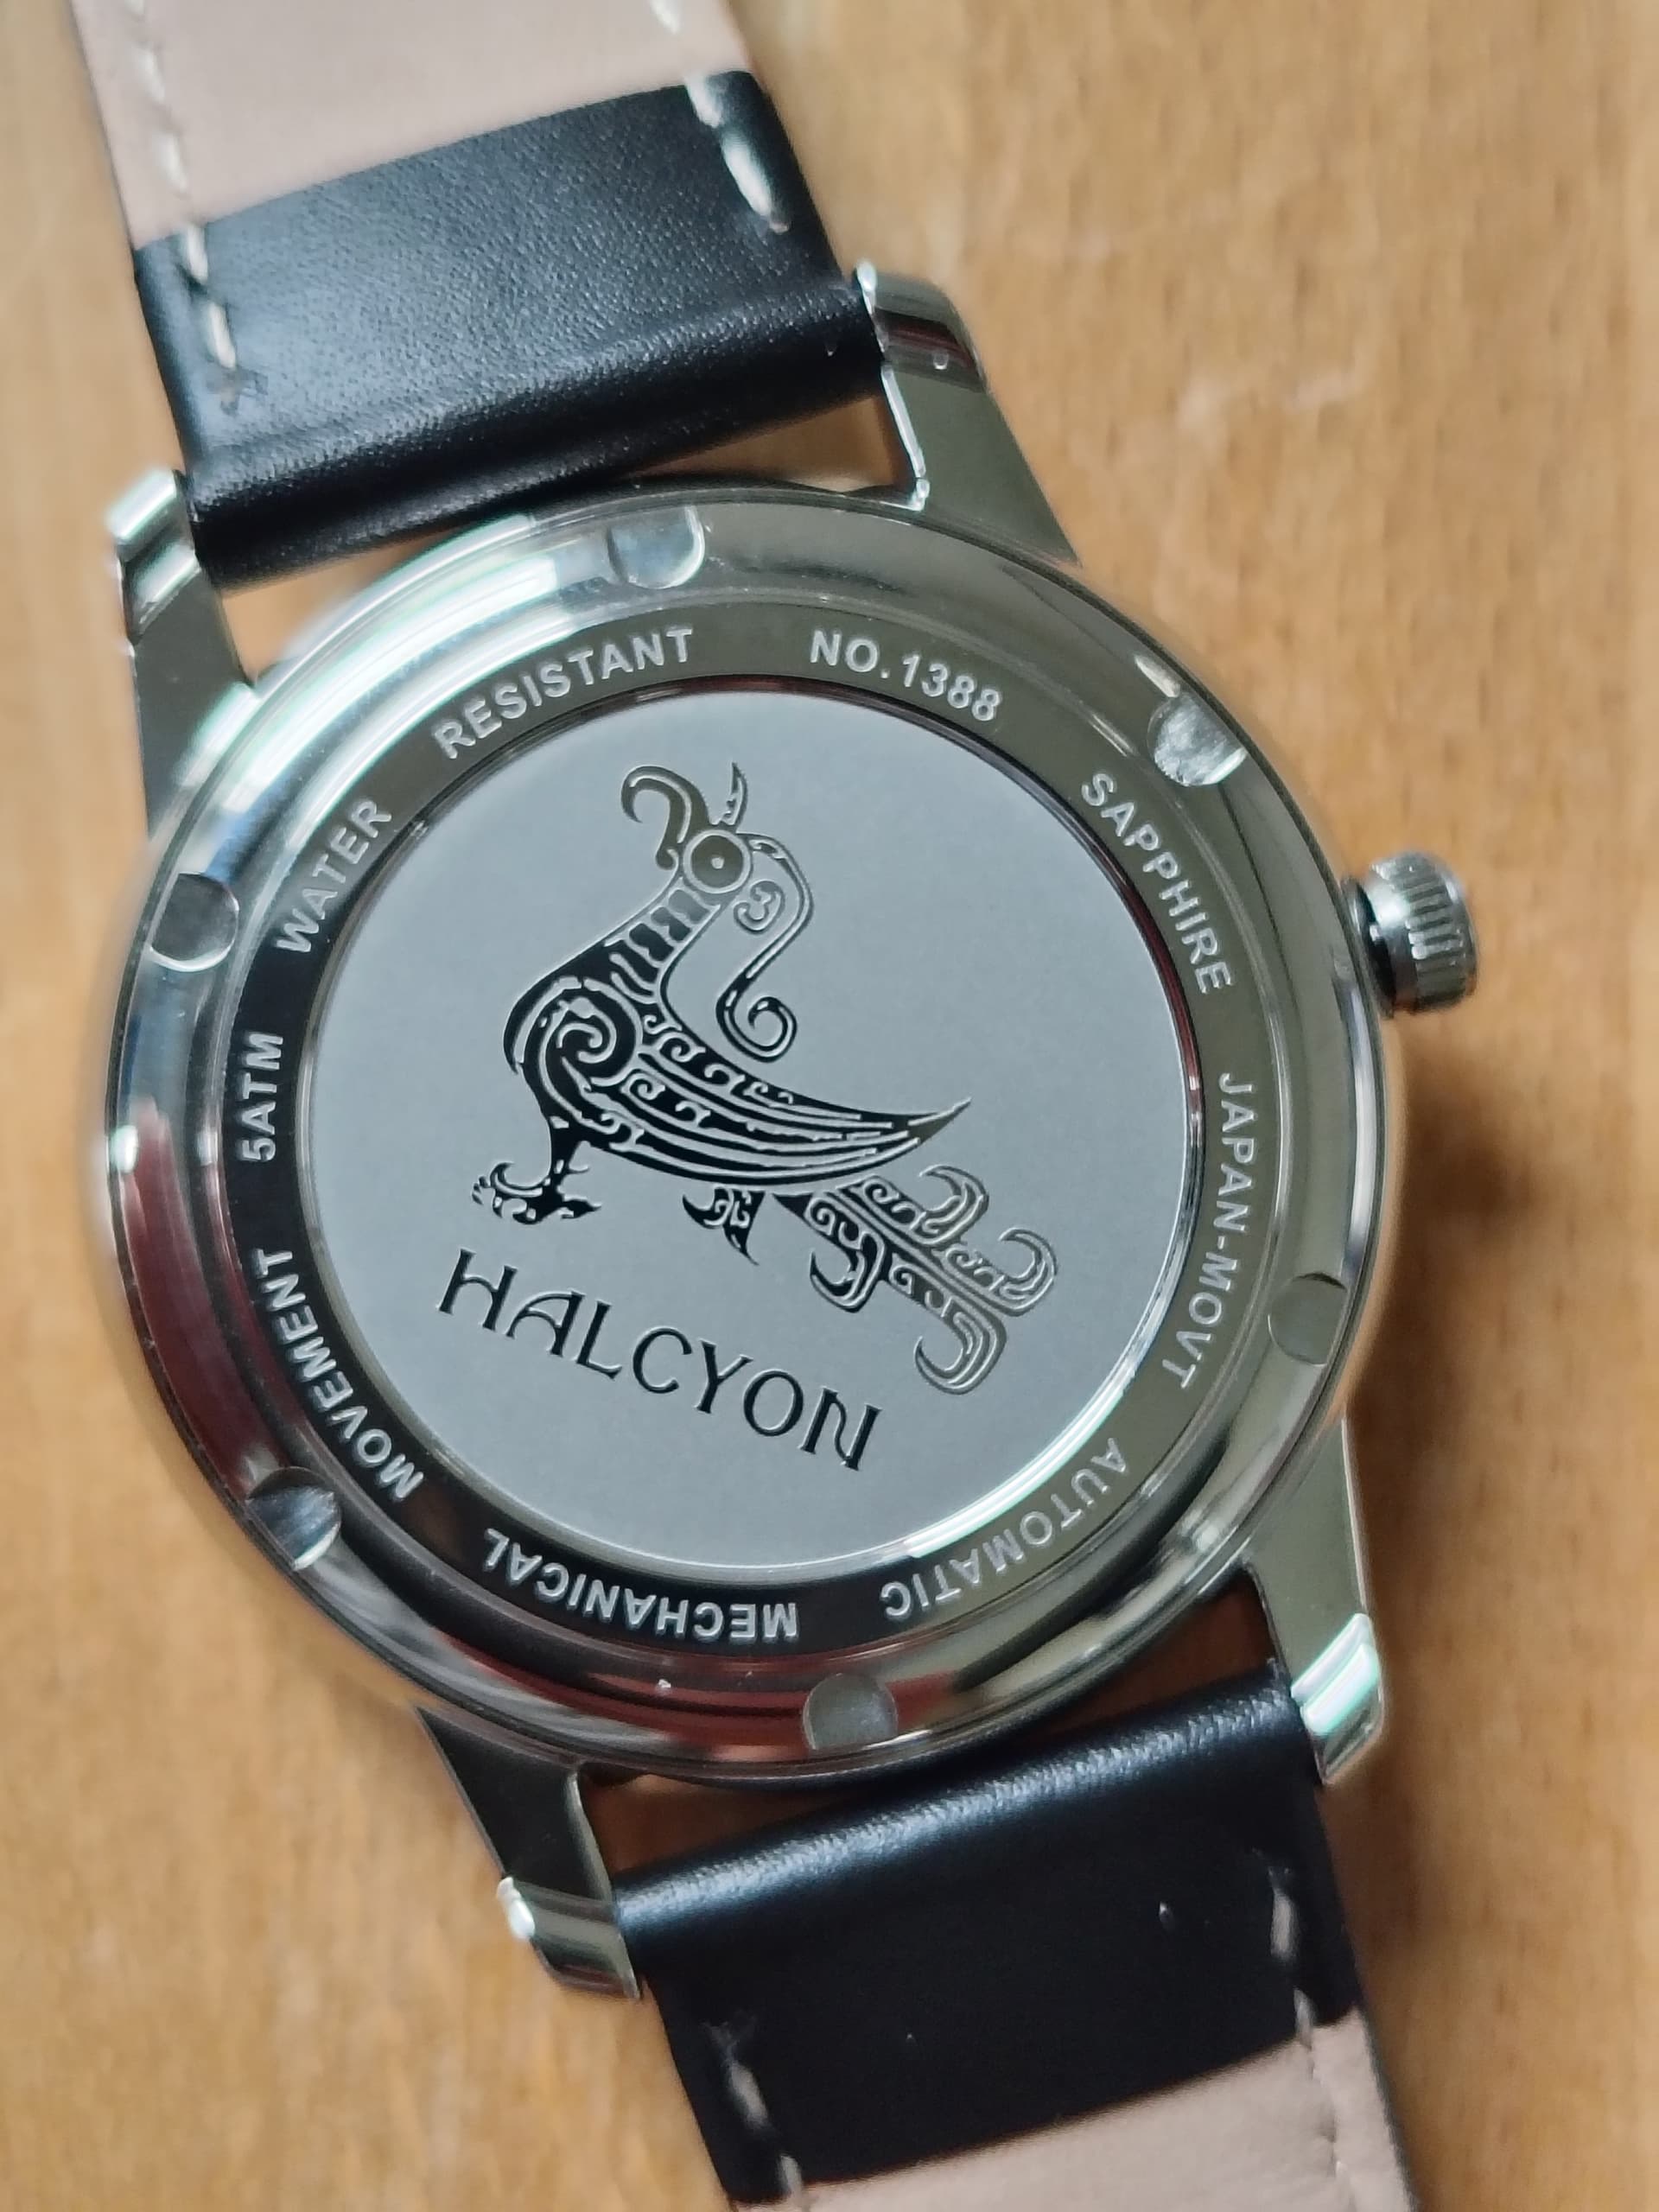 NO.1388 SAPPHIRE JAPAN-MOVT AUTOMATIC MECHANICAL MOVEMENT 5ATM WATER RESISTANT
HALCYON